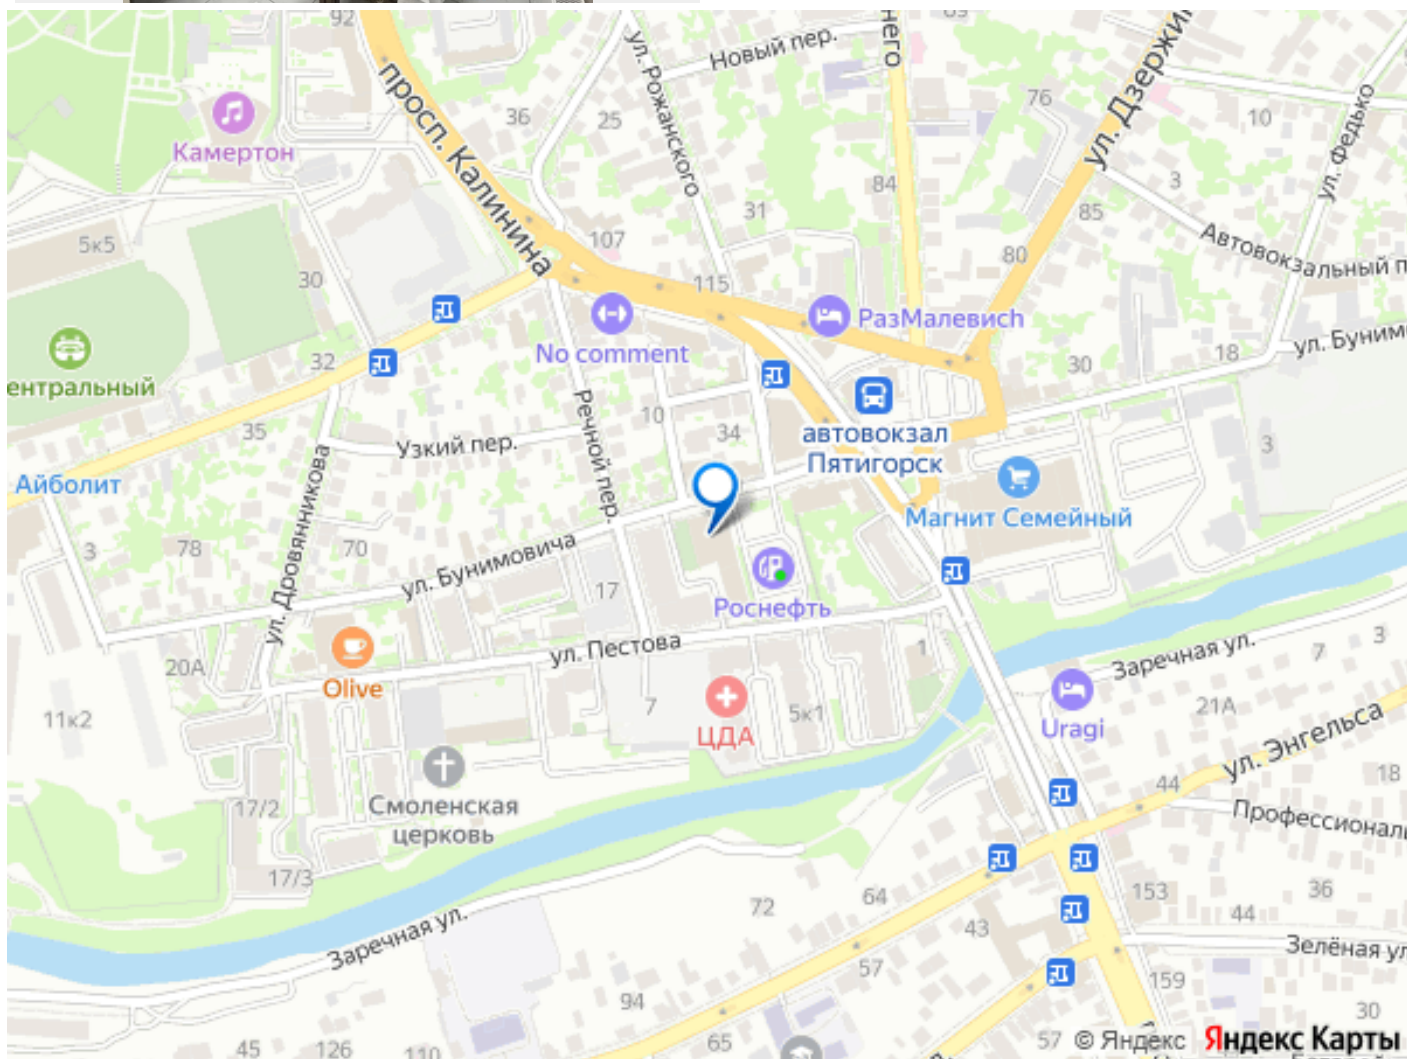 92
89
Новый пер.
ул. Рожанского
просп. Калинина
ул. Федько
Камертон
36
25
76
10
84
3
31
85
5к5
107
80
Автовокзальный п
30
115
РазМалевich
No comment
32
ентральный
30
18
ул. Буним
10
34
автовокзал
Пятигорск
35
Узкий пер.
Речной пер.
3
Айболит
Магнит Семейный
ул. Дровянникова
3
78
70
ул. Бунимовича
17
Роснефть
ул. Пестова
1
Заречная ул.
7
3
20А
Olive
11к2
7
ЦДА
5к1
21А
Uragi
ул. Энгельса
Смоленская
церковь
17/2
44
18
Професиональ
17/3
72
64
153
36
44
43
Заречная ул.
Зелёная ул
57
159
94
30
45
126
110
65
57
© Яндекс
Яндекс Карты